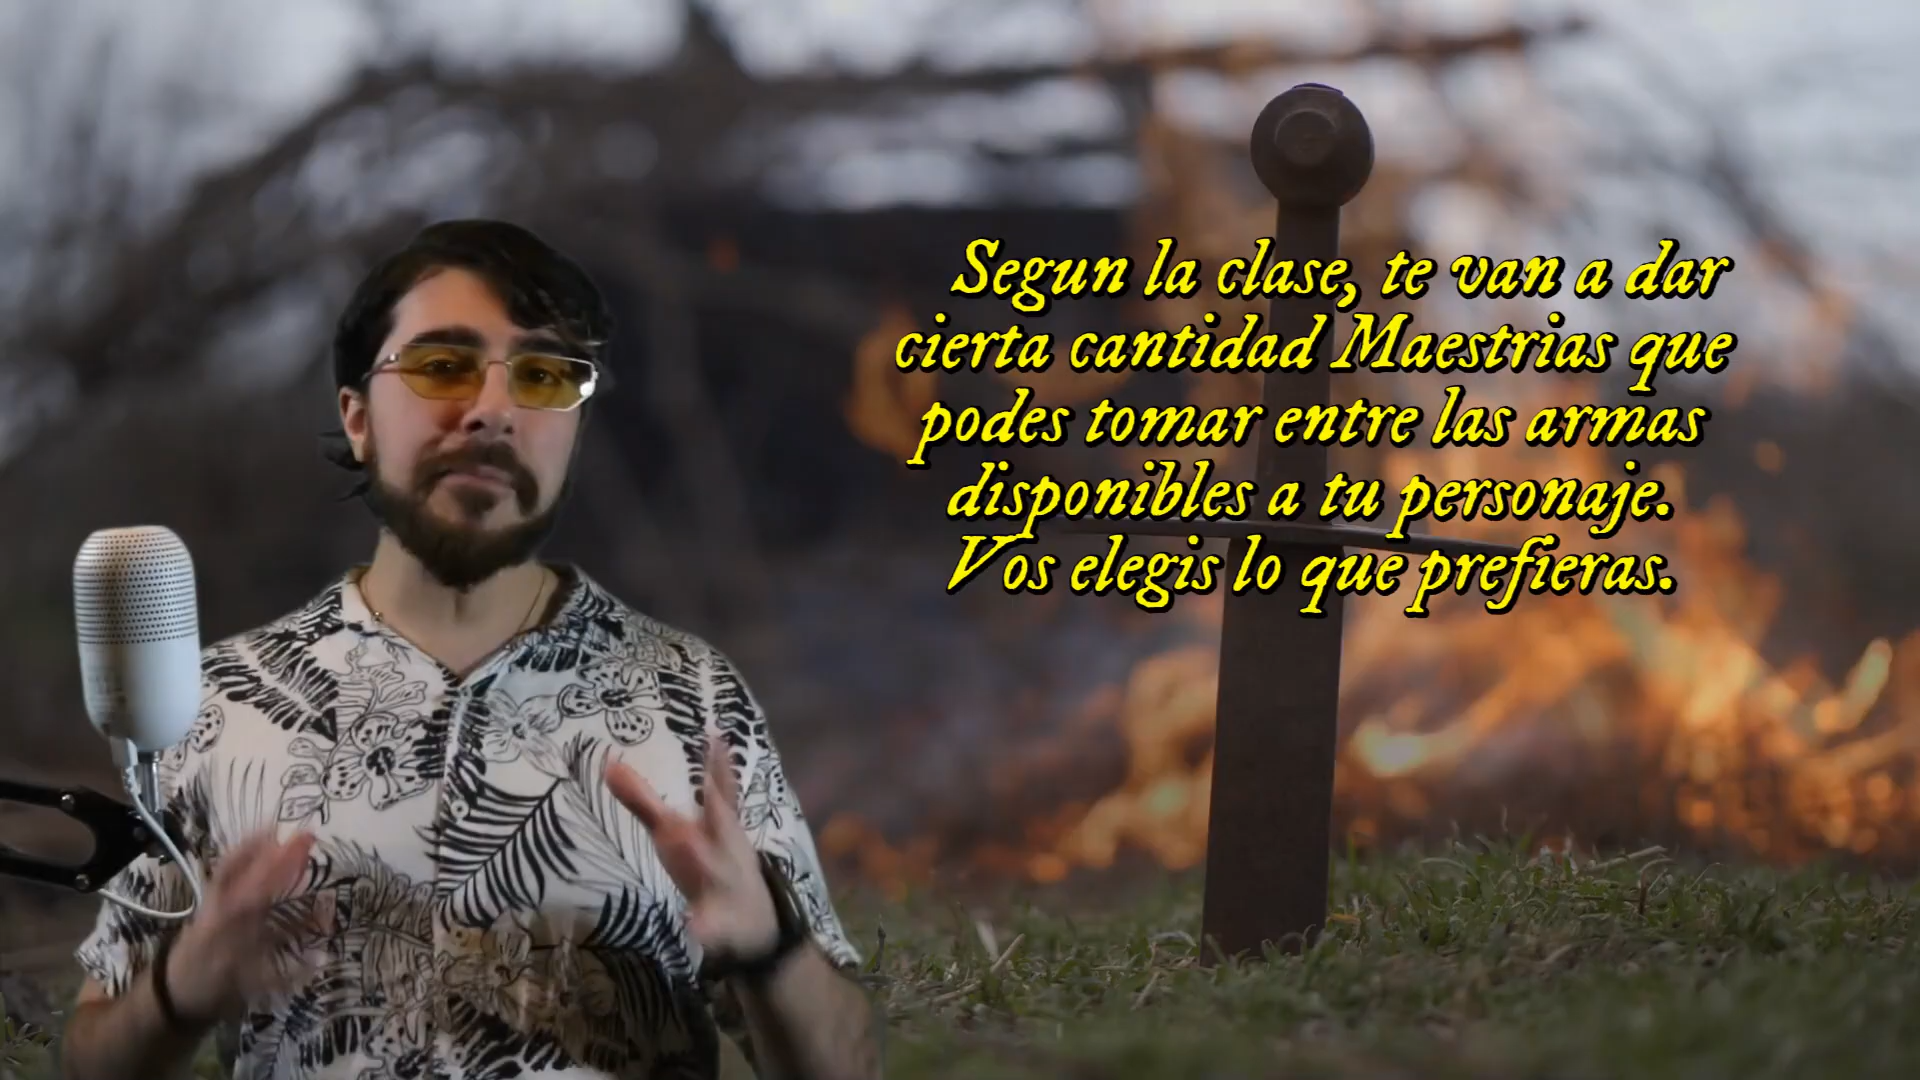 Segun la clase, te van a dar
cierta cantidad Maestrias que
podes tomar entre las armas
disponibles a tu personaje.
Vos elegis lo que prefieras.